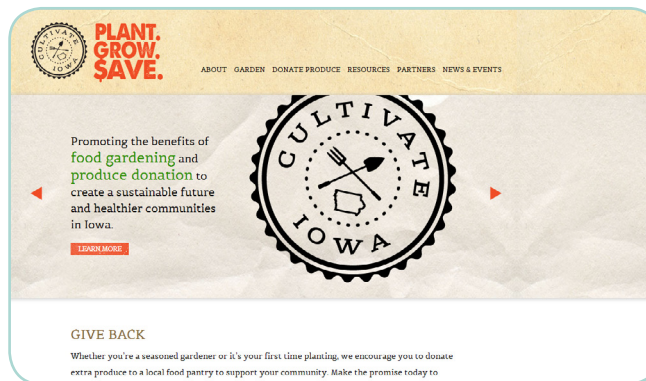 CULTIVATE
IOWA
PLANT.
GROW.
$AVE.
ABOUT GARDEN DONATE PRODUCE RESOURCES PARTNERS NEWS & EVENTS
Promoting the benefits of
food gardening and
produce donation to
create a sustainable future
and healthier communities
in Iowa.
LEARN MORE
CULTIVATE
IOWA
GIVE BACK
Whether you're a seasoned gardener or it's your first time planting, we encourage you to donate
extra produce to a local food pantry to support your community. Make the promise today to